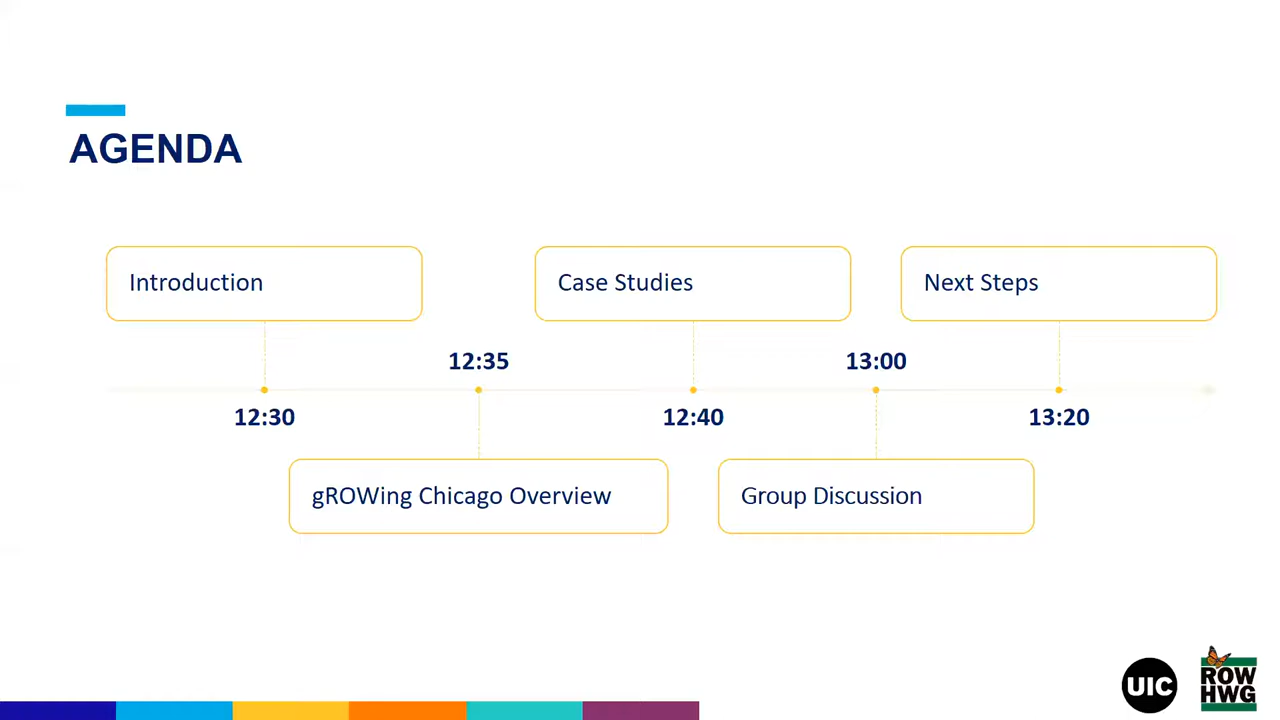 AGENDA
Introduction
Case Studies
Next Steps
12:35
13:00
12:30
12:40
13:20
gROWing Chicago Overview
Group Discussion
UIC
ROW
HWG